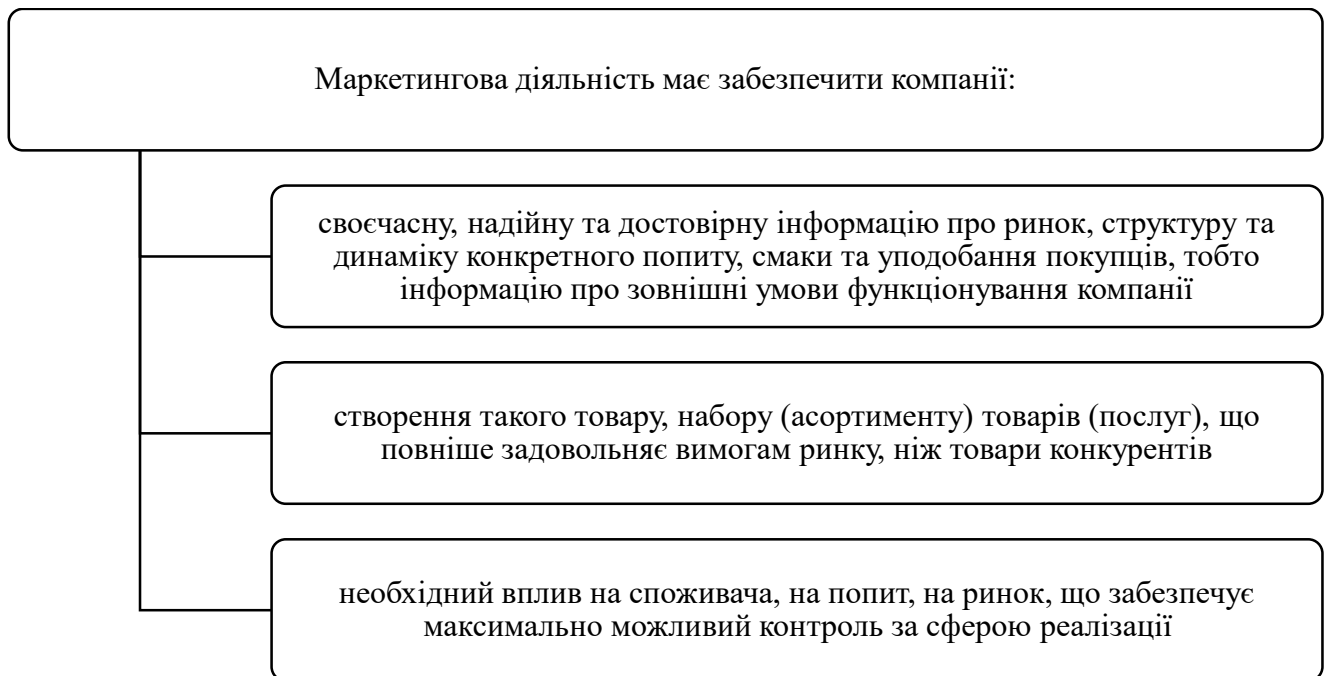 Маркетингова діяльність має забезпечити компанії:
своєчасну, надійну та достовірну інформацію про ринок, структуру та
динаміку конкретного попиту, смаки та уподобання покупців, тобто
інформацію про зовнішні умови функціонування компанії
створення такого товару, набору (асортименту) товарів (послуг), що
повніше задовольняє вимогам ринку, ніж товари конкурентів
необхідний вплив на споживача, на попит, на ринок, що забезпечує
максимально можливий контроль за сферою реалізації